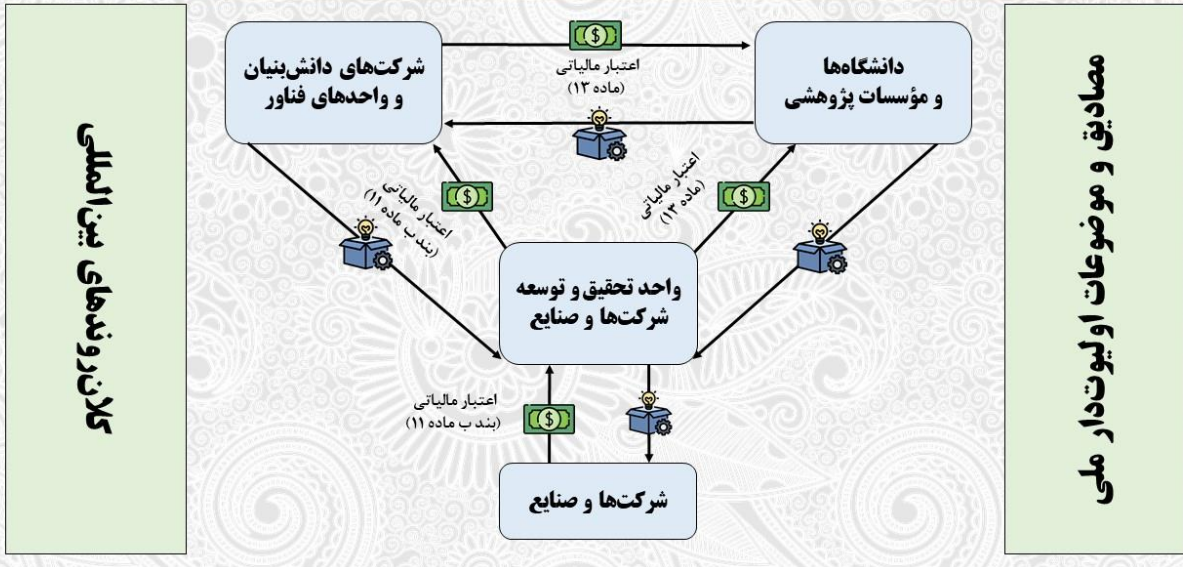 مصادیق و موضوعات اولیت‌دار ملی
دانشگاه‌ها
و مؤسسات پژوهشی
اعتبار مالیاتی
(ماده ۱۳)
شرکت‌های دانش‌بنیان
و واحدهای فناور
اعتبار مالیاتی
(ماده ۱۳)
اعتبار مالیاتی
(بند ب ماده ۱۱)
واحد تحقیق و توسعه
شرکت‌ها و صنایع
اعتبار مالیاتی
(بند ب ماده ۱۱)
شرکت‌ها و صنایع
کلان‌روندهای بین‌المللی